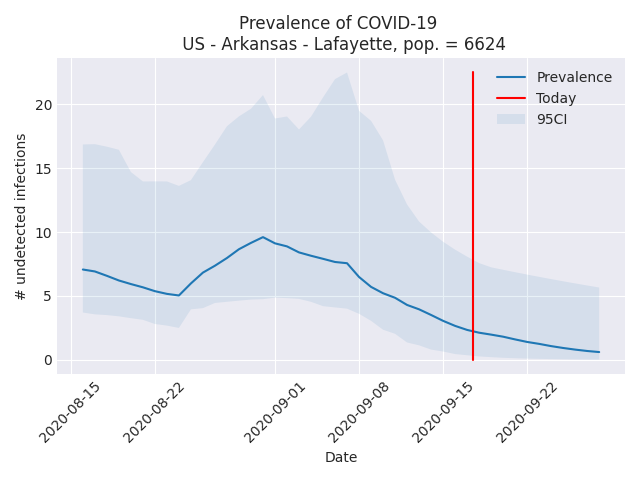 Prevalence of COVID-19
US - Arkansas - Lafayette, pop. = 6624
Prevalence
Today
95CI
# undetected infections
20
15
10
5
0
2020-08-15
2020-08-22
2020-09-01
2020-09-08
2020-09-15
2020-09-22
Date